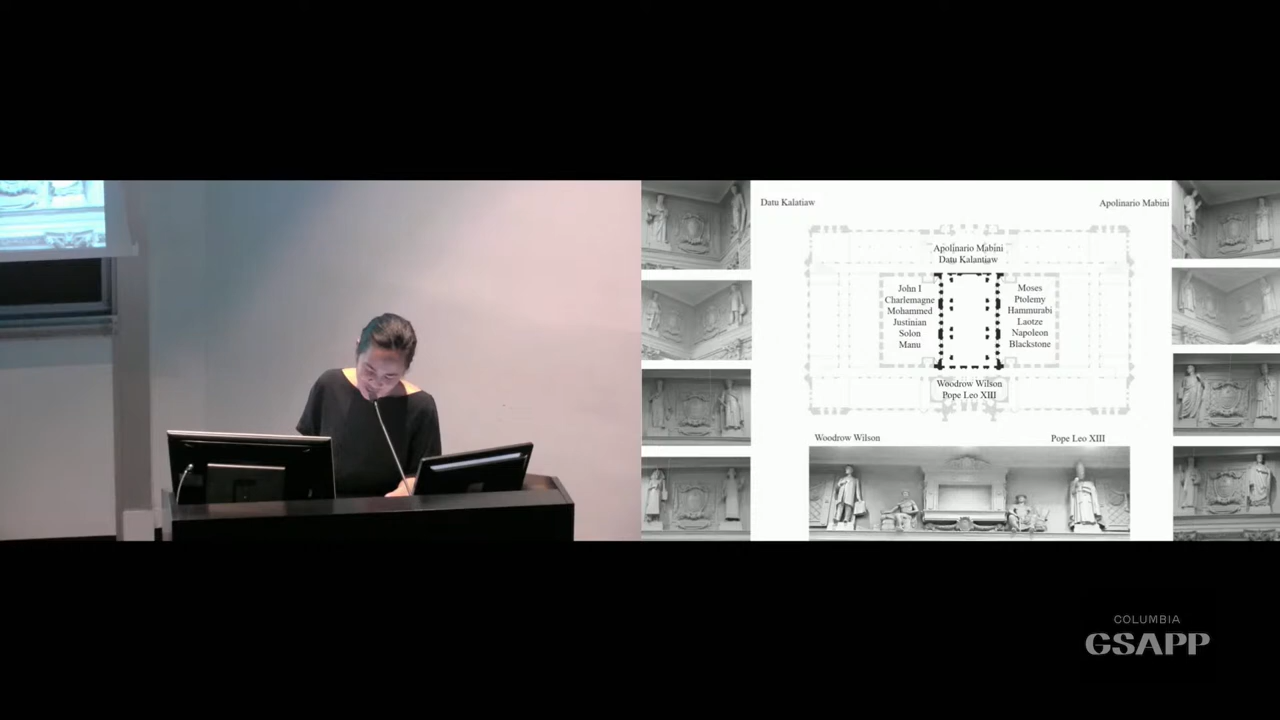 Datu Kalatiaw
Apolinario Mabini
Apolinario Mabini
Datu Kalantiaw
John I
Charlemagne
Mohammed
Justinian
Solon
Manu
Moses
Ptolemy
Hammurabi
Laotze
Napoleon
Blackstone
Woodrow Wilson
Pope Leo XIII
Woodrow Wilson
Pope Leo XIII
COLUMBIA
GSAPP